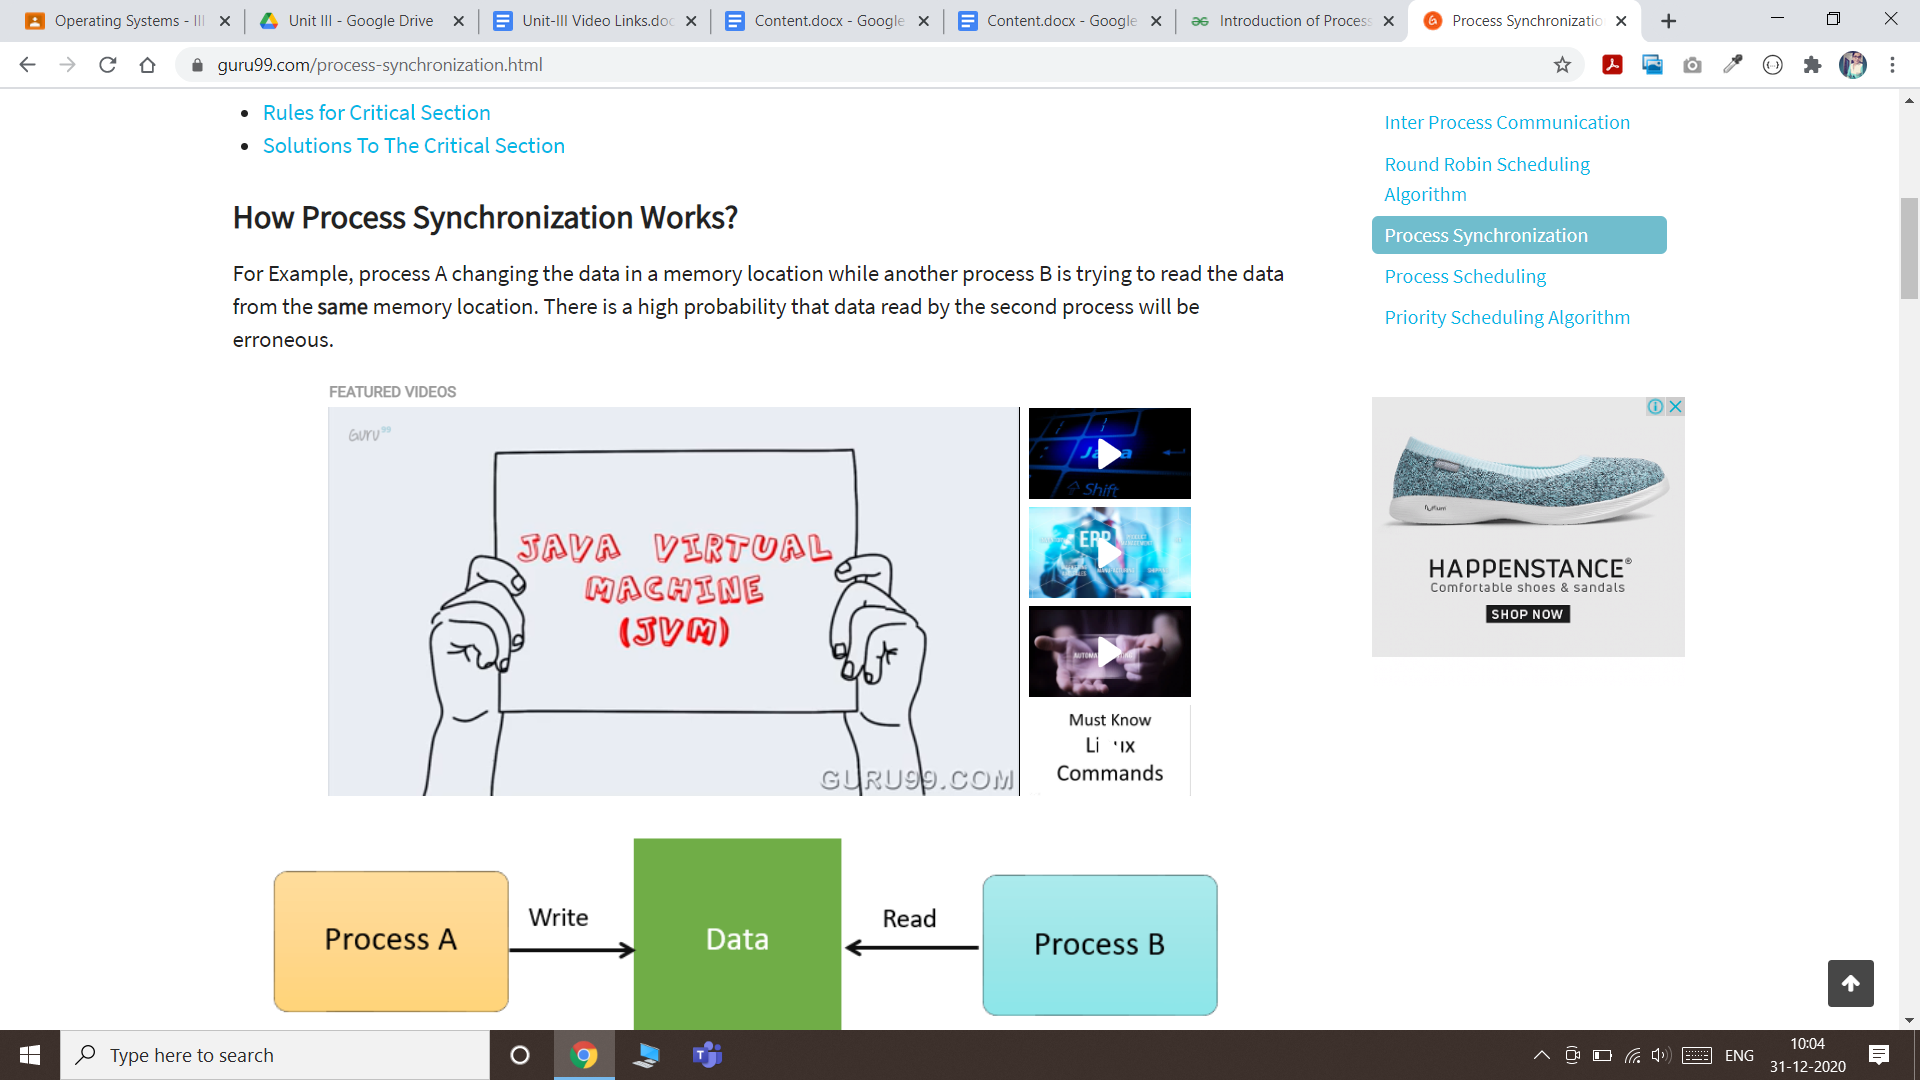 Operating Systems - III
Unit III - Google Drive
Unit-III Video Links.doc
Content.docx - Google
Content.docx - Google
Introduction of Process
Process Synchronizatio
guru99.com/process-synchronization.html
Rules for Critical Section
Solutions To The Critical Section
How Process Synchronization Works?
For Example, process A changing the data in a memory location while another process B is trying to read the data
from the same memory location. There is a high probability that data read by the second process will be
erroneous.
FEATURED VIDEOS
Guru99
JAVA VIRTUAL
MACHINE
(JVM)
GURU99.COM
Shift
ERP
Must Know
Commands
Process A
Write
Data
Read
Process B
Inter Process Communication
Round Robin Scheduling
Algorithm
Process Synchronization
Process Scheduling
Priority Scheduling Algorithm
HAPPENSTANCE®
Comfortable shoes & sandals
SHOP NOW
Type here to search
ENG
10:04
31-12-2020